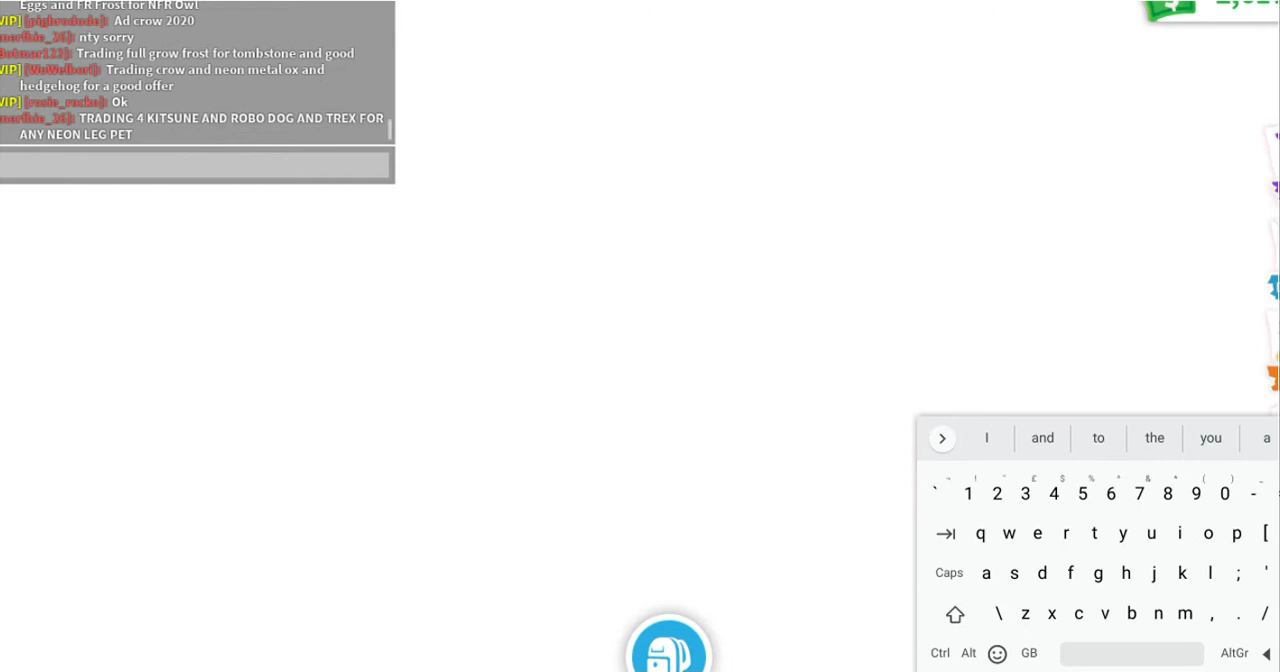 Eggs and FR Frost for NFR Owl
VIP] [pigbrodude]: Ad crow 2020
nty sorry
Trading full grow frost for tombstone and good
VIP] Trading crow and neon metal ox and
hedgehog for a good offer
VIP] Ok
TRADING 4 KITSUNE AND ROBO DOG AND TREX FOR
ANY NEON LEG PET
I and to the you a
` 1 2 3 4 5 6 7 8 9 0 -
q w e r t y u i o p [
Caps a s d f g h j k l ; '
\ z x c v b n m , . /
Ctrl Alt GB AltGr